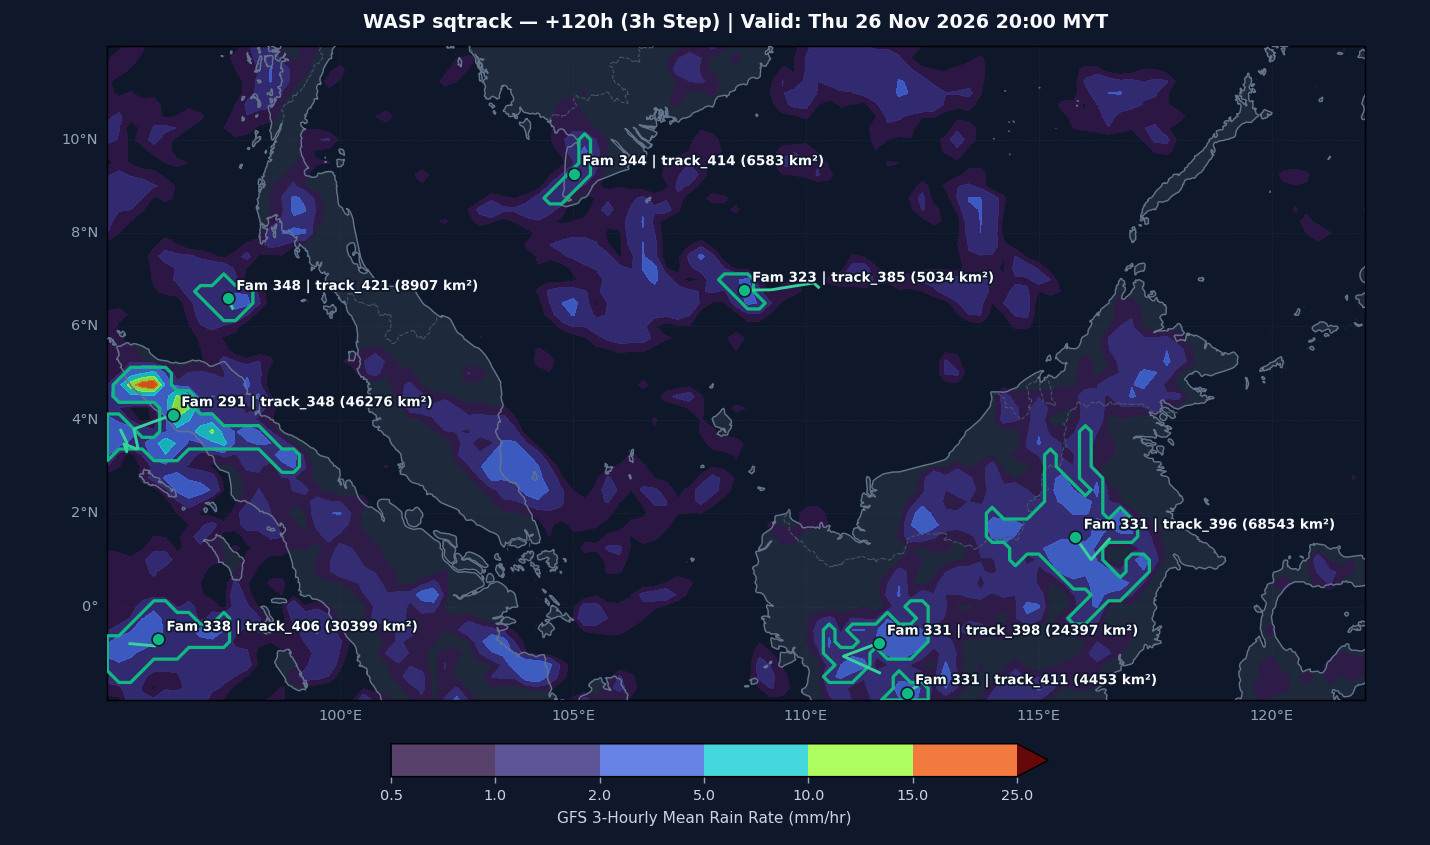 WASP sqtrack — +120h (3h Step) | Valid: Thu 26 Nov 2026 20:00 MYT
10°N
8°N
6°N
4°N
2°N
0°
Fam 344 | track_414 (6583 km²)
Fam 323 | track_385 (5034 km²)
Fam 348 | track_421 (8907 km²)
Fam 291 | track_348 (46276 km²)
Fam 331 | track_396 (68543 km²)
Fam 338 | track_406 (30399 km²)
Fam 331 | track_398 (24397 km²)
Fam 331 | track_411 (4453 km²)
100°E 105°E 110°E 115°E 120°E
0.5 1.0 2.0 5.0 10.0 15.0 25.0
GFS 3-Hourly Mean Rain Rate (mm/hr)